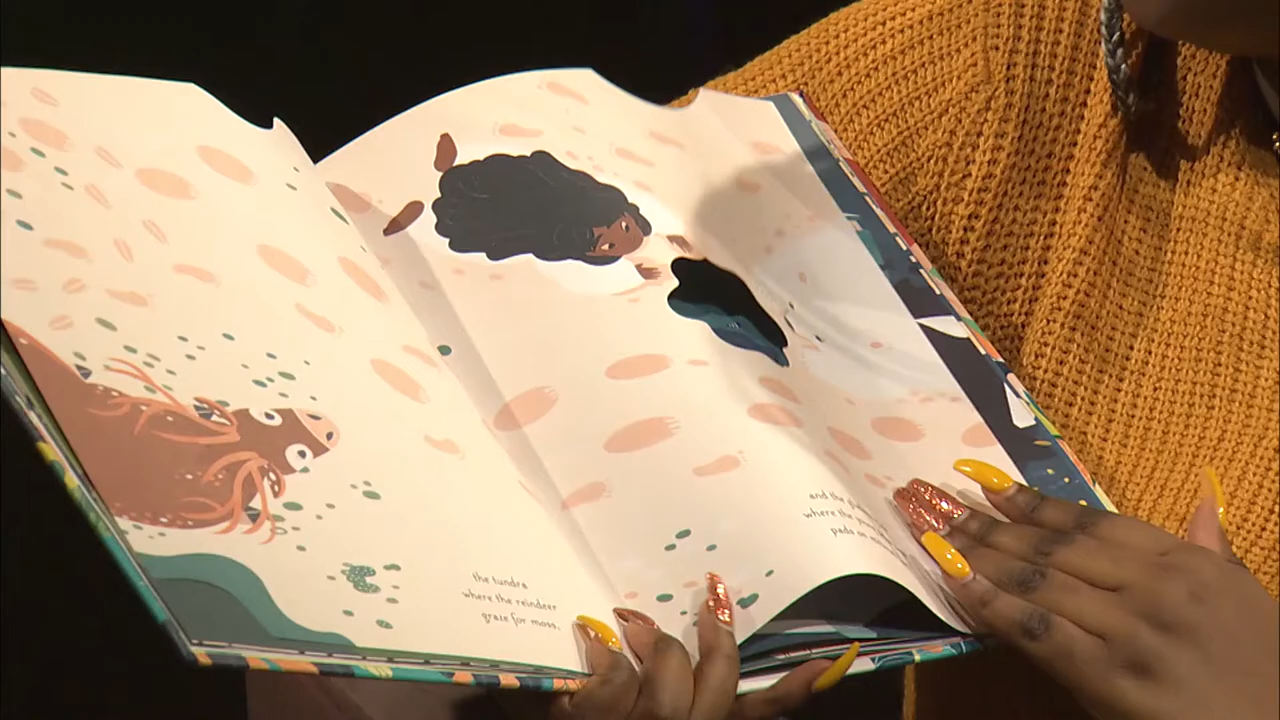 the tundra
where the reindeer
graze for moss.
and the
where the
pads on